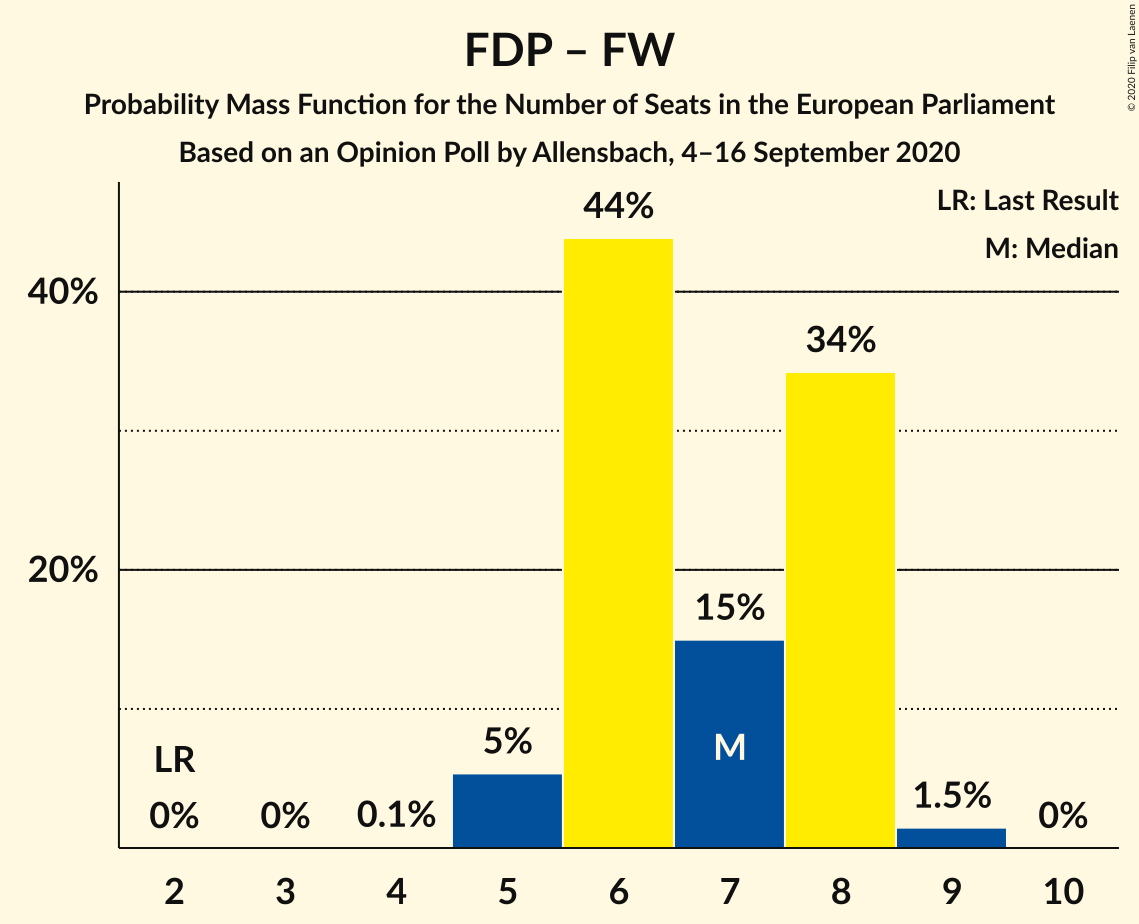 FDP – FW
Probability Mass Function for the Number of Seats in the European Parliament
Based on an Opinion Poll by Allensbach, 4–16 September 2020
© 2020 Filip van Laenen
LR: Last Result
M: Median
44%
40%
34%
20%
15%
M
5%
LR
1.5%
0%
0%
0.1%
0%
2 3 4 5 6 7 8 9 10